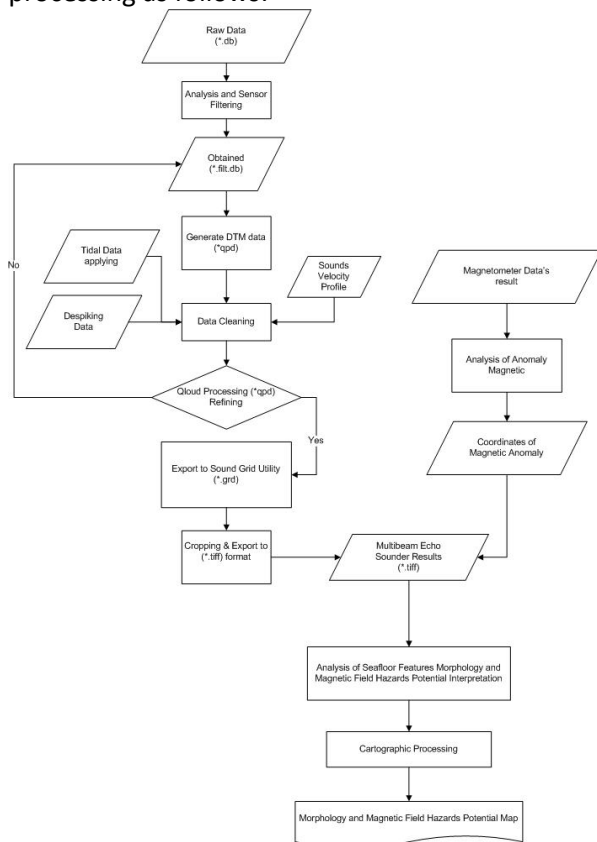 processing as follows:
Raw Data
(*.db)
Analysis and Sensor
Filtering
Obtained
(*.filt.db)
No
Generate DTM data
(*qpd)
Tidal Data
applying
Sounds
Velocity
Profile
Magnetometer Data's
result
Despiking
Data
Data Cleaning
Analysis of Anomaly
Magnetic
Qloud Processing (*qpd)
Refining
Yes
Coordinates of
Magnetic Anomaly
Export to Sound Grid Utility
(*.grd)
Cropping & Export to
(*.tiff) format
Multibeam Echo
Sounder Results
(*.tiff)
Analysis of Seafloor Features Morphology and
Magnetic Field Hazards Potential Interpretation
Cartographic Processing
Morphology and Magnetic Field Hazards Potential Map